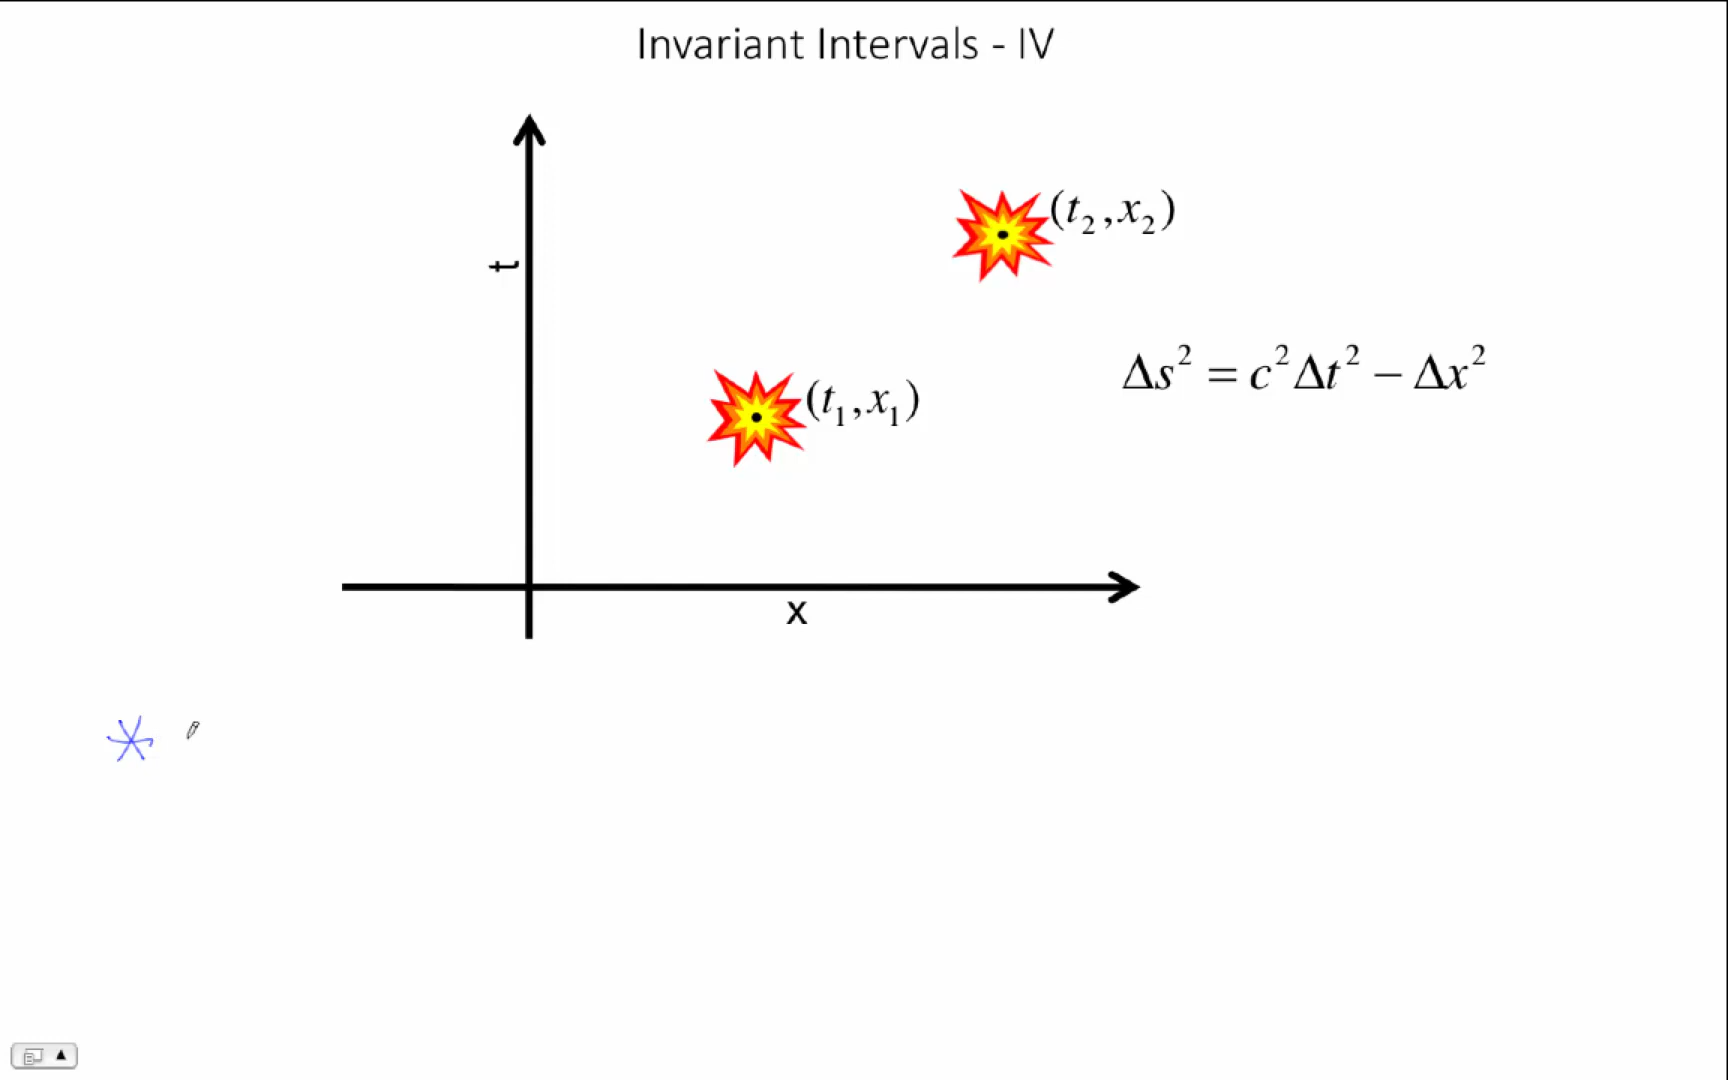 Invariant Intervals - IV
(t₂,x₂)
t
Δs² = c²Δt² − Δx²
(t₁,x₁)
x